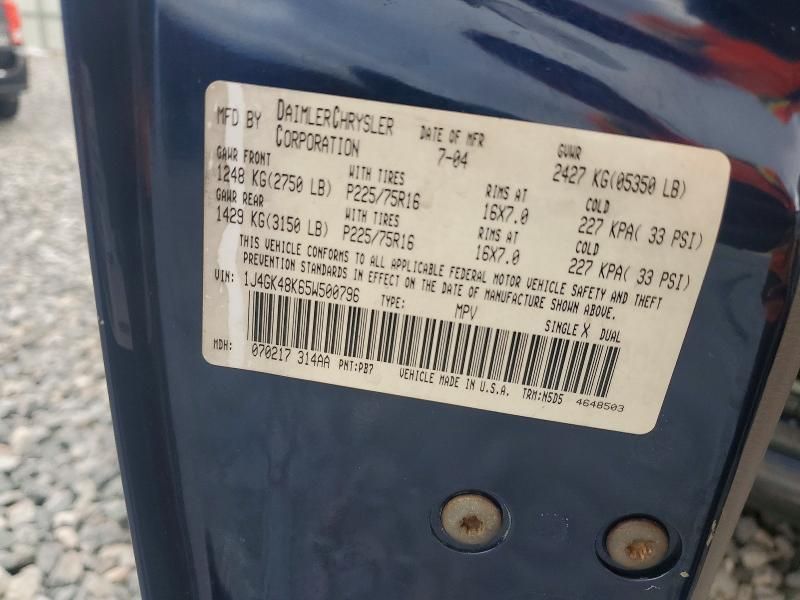 MFD BY DAIMLERCHRYSLER CORPORATION DATE OF MFR 7-04 GVWR 2427 KG(05350 LB)
GAWR FRONT WITH TIRES RIMS AT COLD
1248 KG(2750 LB) P225/75R16 16X7.0 227 KPA( 33 PSI)
GAWR REAR WITH TIRES RIMS AT COLD
1429 KG(3150 LB) P225/75R16 16X7.0 227 KPA( 33 PSI)
THIS VEHICLE CONFORMS TO ALL APPLICABLE FEDERAL MOTOR VEHICLE SAFETY AND THEFT
PREVENTION STANDARDS IN EFFECT ON THE DATE OF MANUFACTURE SHOWN ABOVE.
VIN: 1J4GK48K65W500796 TYPE: MPV SINGLE X DUAL
MDH: 070217 314AA PNT:PB7 VEHICLE MADE IN U.S.A. TRM:N5D5 4648503